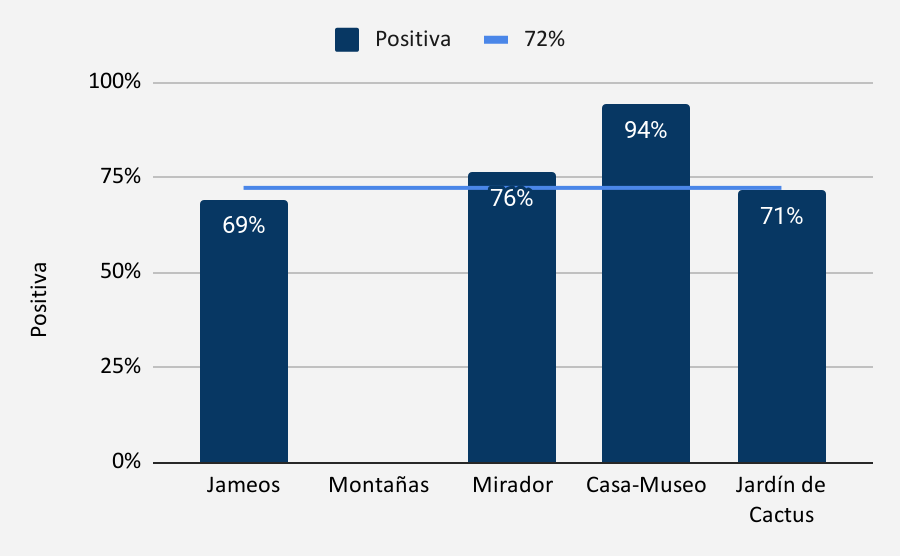 Positiva
72%
100%
75%
50%
25%
0%
Positiva
69%
76%
94%
71%
Jameos
Montañas
Mirador
Casa-Museo
Jardín de
Cactus